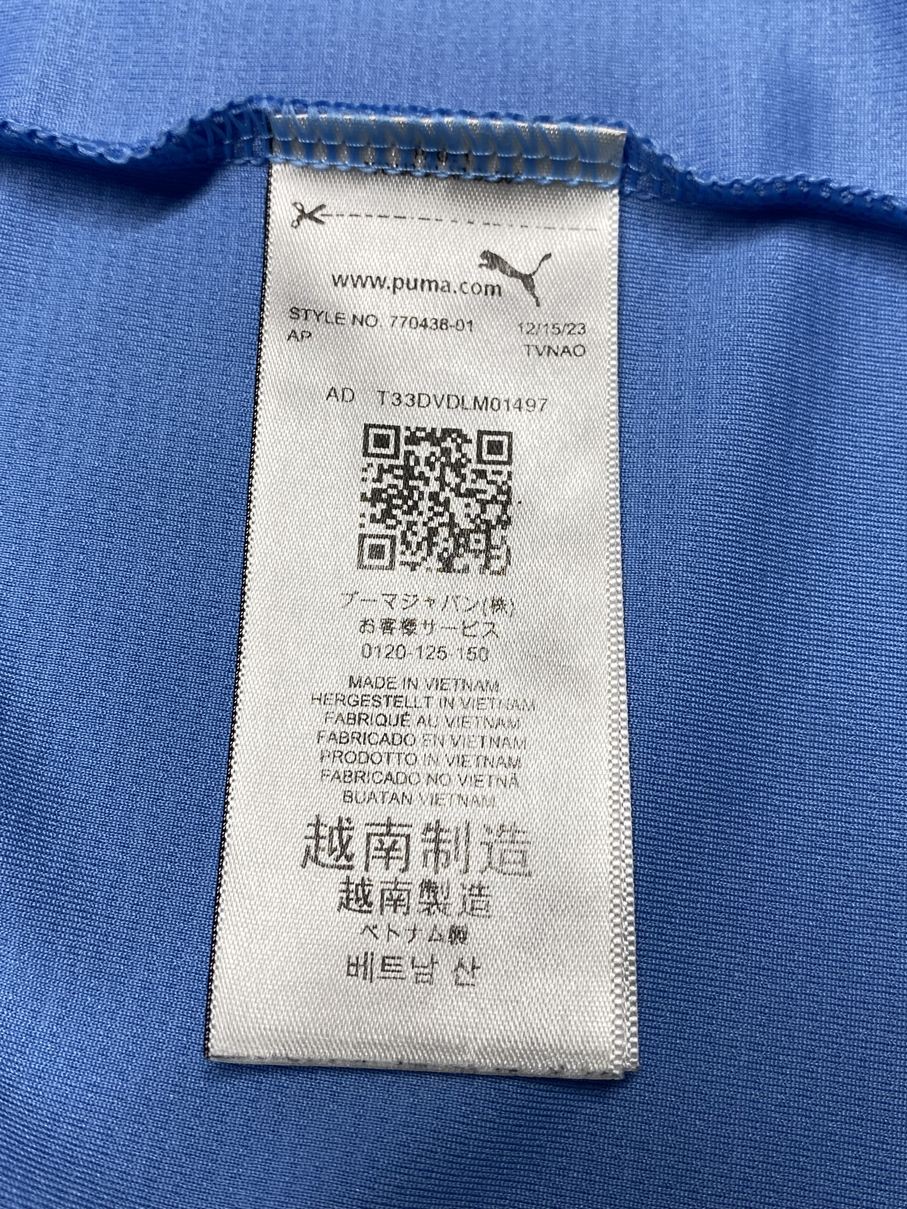 www.puma.com
STYLE NO. 770438-01 12/15/23
AP TVNAO
AD T33DVDLM01497
プーマジャパン(株)
お客様サービス
0120-125-150
MADE IN VIETNAM
HERGESTELLT IN VIETNAM
FABRIQUÉ AU VIETNAM
FABRICADO EN VIETNAM
PRODOTTO IN VIETNAM
FABRICADO NO VIETNÃ
BUATAN VIETNAM
越南制造
越南製造
ベトナム製
베트남 산